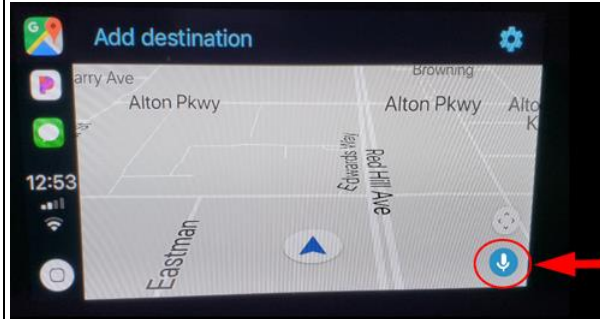 Add destination
arry Ave
Browning
Alton Pkwy
Alton Pkwy
Alto
K
Edwards Way
Red Hill Ave
12:53
Eastman